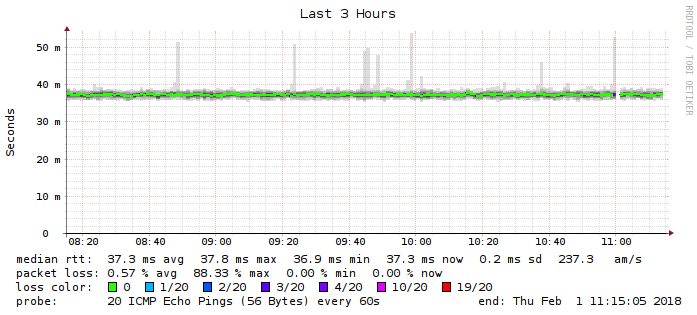 Last 3 Hours
RRDTOOL / TOBI OETIKER
Seconds
50 m
40 m
30 m
20 m
10 m
0
08:20 08:40 09:00 09:20 09:40 10:00 10:20 10:40 11:00
median rtt: 37.3 ms avg 37.8 ms max 36.9 ms min 37.3 ms now 0.2 ms sd 237.3 am/s
packet loss: 0.57 % avg 88.33 % max 0.00 % min 0.00 % now
loss color: 0 1/20 2/20 3/20 4/20 10/20 19/20
probe: 20 ICMP Echo Pings (56 Bytes) every 60s end: Thu Feb 1 11:15:05 2018